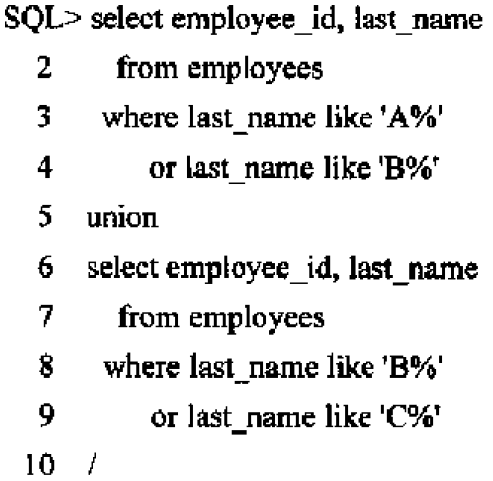 SQL> select employee_id, last_name
2 from employees
3 where last_name like 'A%'
4 or last_name like 'B%'
5 union
6 select employee_id, last_name
7 from employees
8 where last_name like 'B%'
9 or last_name like 'C%'
10 /